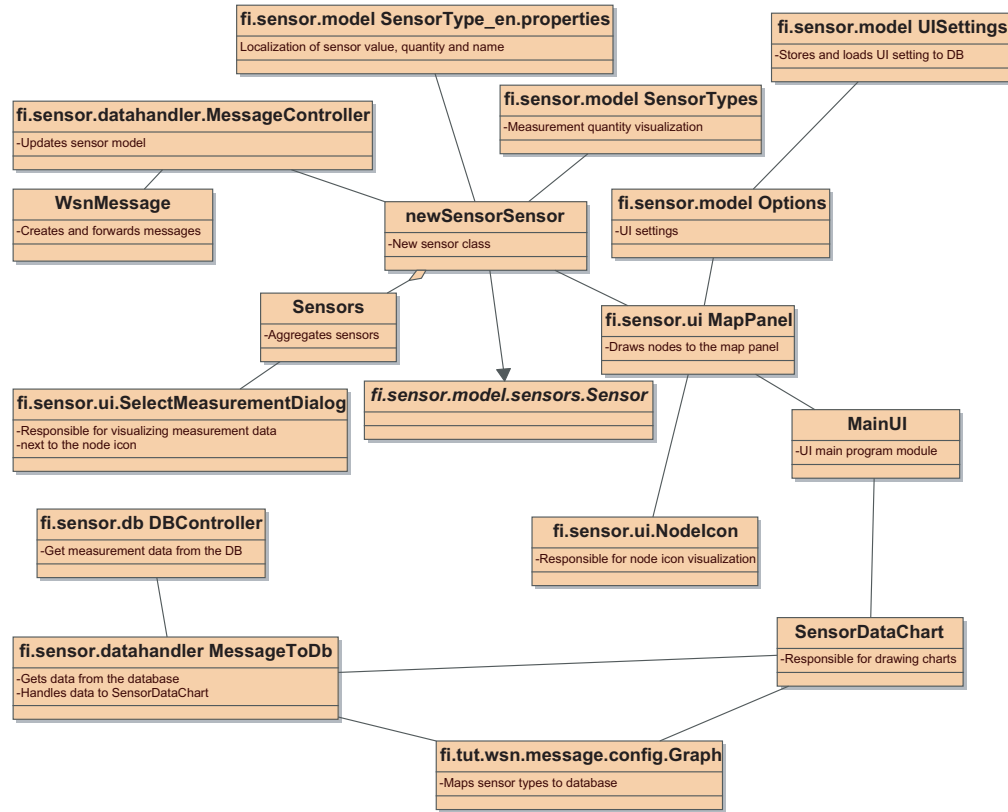 fi.sensor.model SensorType_en.properties
Localization of sensor value, quantity and name
fi.sensor.model UISettings
-Stores and loads UI setting to DB
fi.sensor.model SensorTypes
-Measurement quantity visualization
fi.sensor.datahandler.MessageController
-Updates sensor model
WsnMessage
-Creates and forwards messages
newSensorSensor
-New sensor class
fi.sensor.model Options
-UI settings
Sensors
-Aggregates sensors
fi.sensor.ui MapPanel
-Draws nodes to the map panel
fi.sensor.ui.SelectMeasurementDialog
-Responsible for visualizing measurement data
-next to the node icon
fi.sensor.model.sensors.Sensor
MainUI
-UI main program module
fi.sensor.db DBController
-Get measurement data from the DB
fi.sensor.ui.NodeIcon
-Responsible for node icon visualization
fi.sensor.datahandler MessageToDb
-Gets data from the database
-Handles data to SensorDataChart
SensorDataChart
-Responsible for drawing charts
fi.tut.wsn.message.config.Graph
-Maps sensor types to database